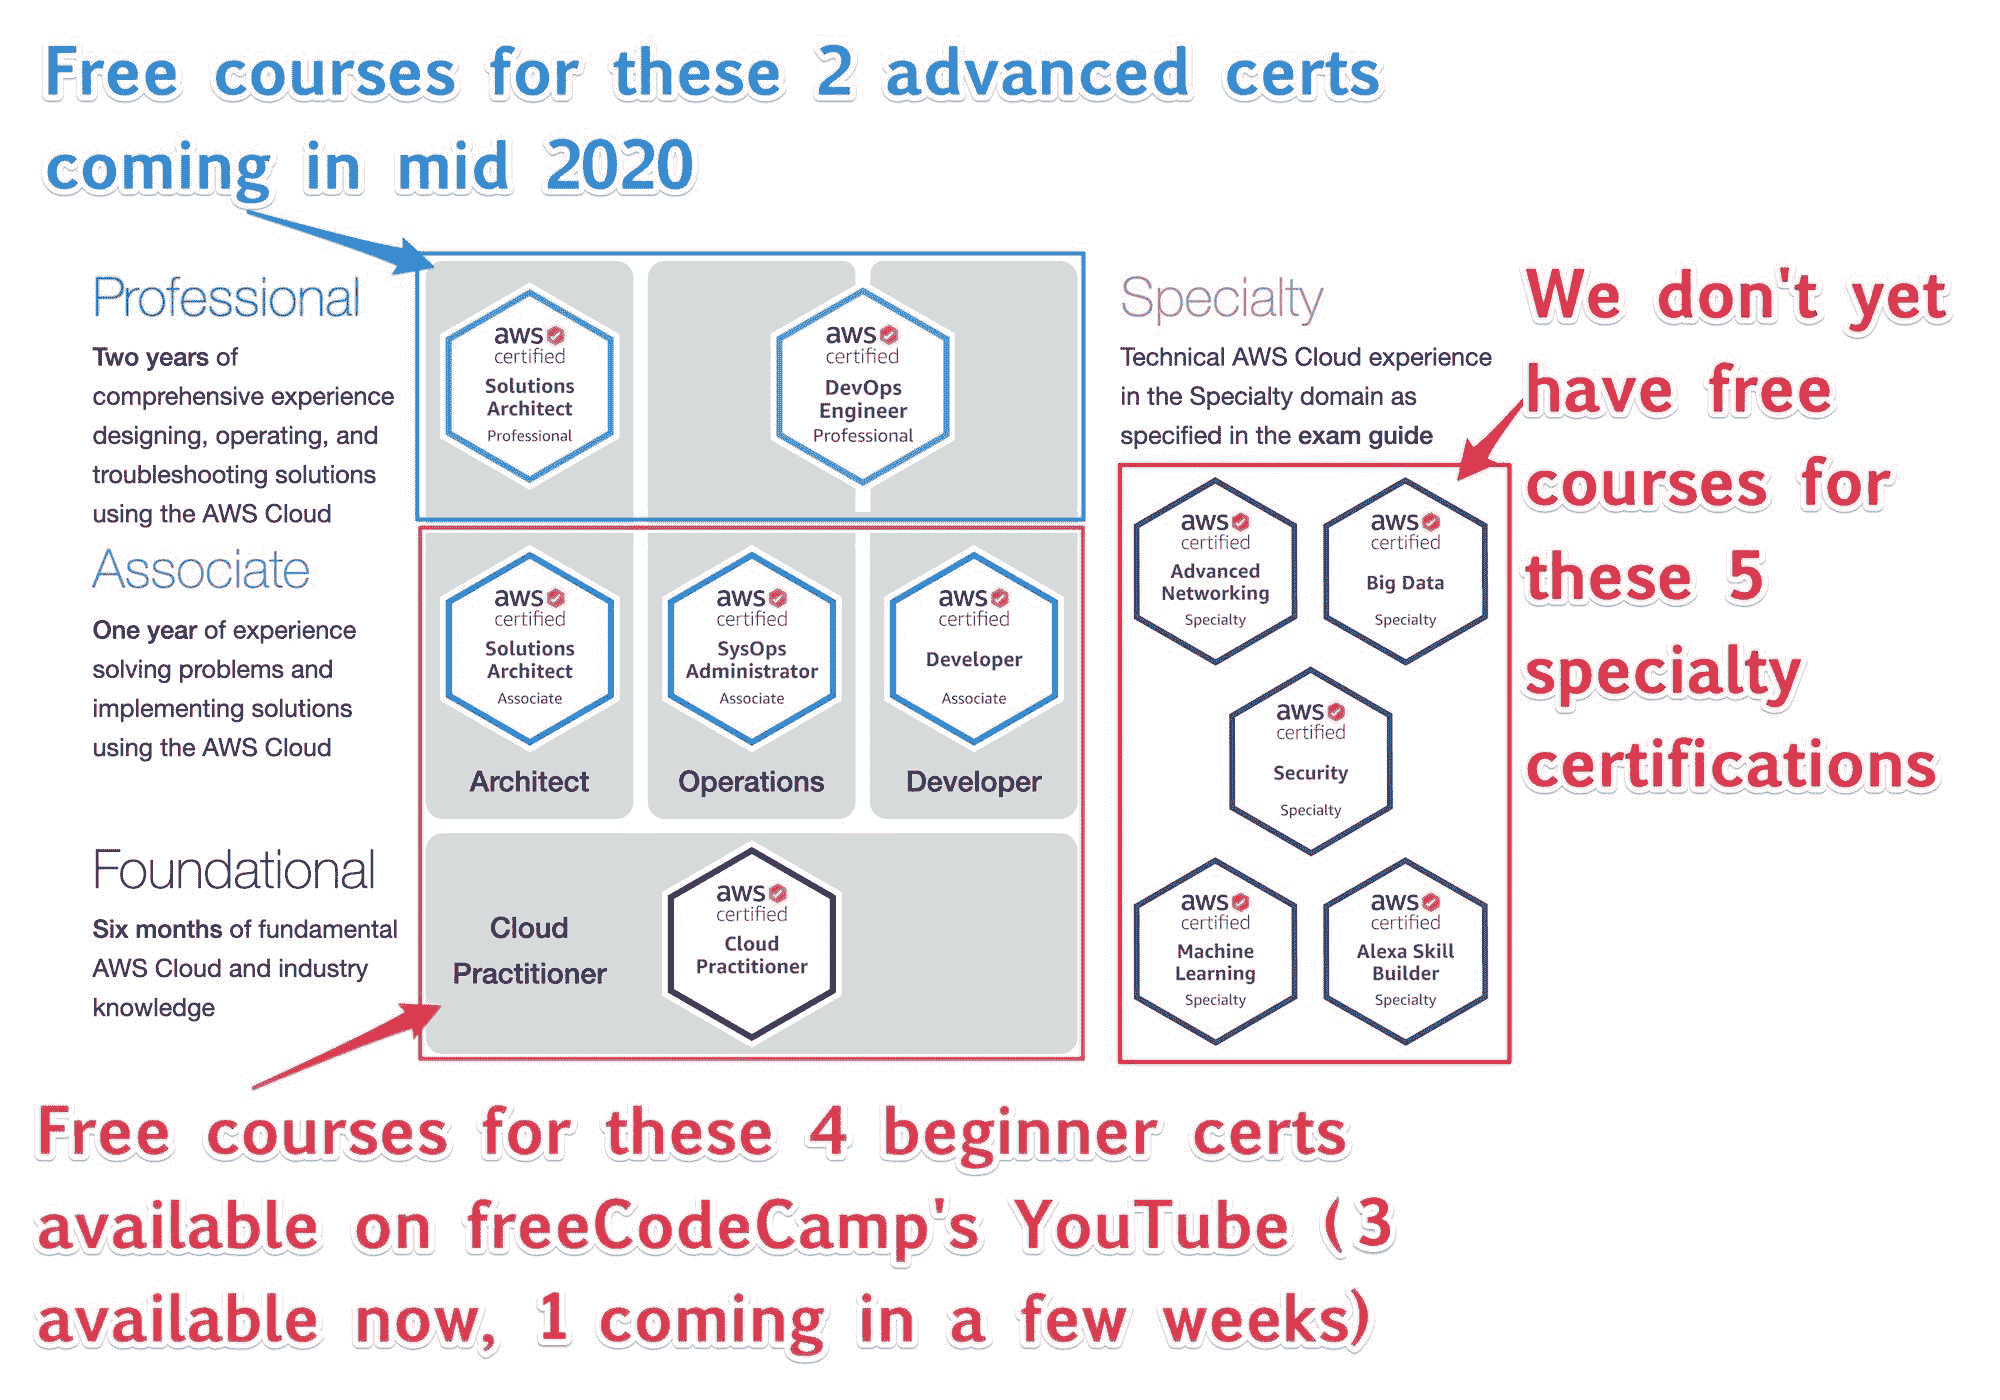 Free courses for these 2 advanced certs
coming in mid 2020
Professional
Two years of
comprehensive experience
designing, operating, and
troubleshooting solutions
using the AWS Cloud
aws
certified
Solutions
Architect
Professional
aws
certified
DevOps
Engineer
Professional
Associate
One year of experience
solving problems and
implementing solutions
using the AWS Cloud
aws
certified
Solutions
Architect
Associate
Architect
aws
certified
SysOps
Administrator
Associate
Operations
aws
certified
Developer
Associate
Developer
Foundational
Six months of fundamental
AWS Cloud and industry
knowledge
Cloud
Practitioner
aws
certified
Cloud
Practitioner
Specialty
Technical AWS Cloud experience
in the Specialty domain as
specified in the exam guide
aws
certified
Advanced
Networking
Specialty
aws
certified
Big Data
Specialty
aws
certified
Security
Specialty
aws
certified
Machine
Learning
Specialty
aws
certified
Alexa Skill
Builder
Specialty
We don't yet
have free
courses for
these 5
specialty
certifications
Free courses for these 4 beginner certs
available on freeCodeCamp's YouTube (3
available now, 1 coming in a few weeks)